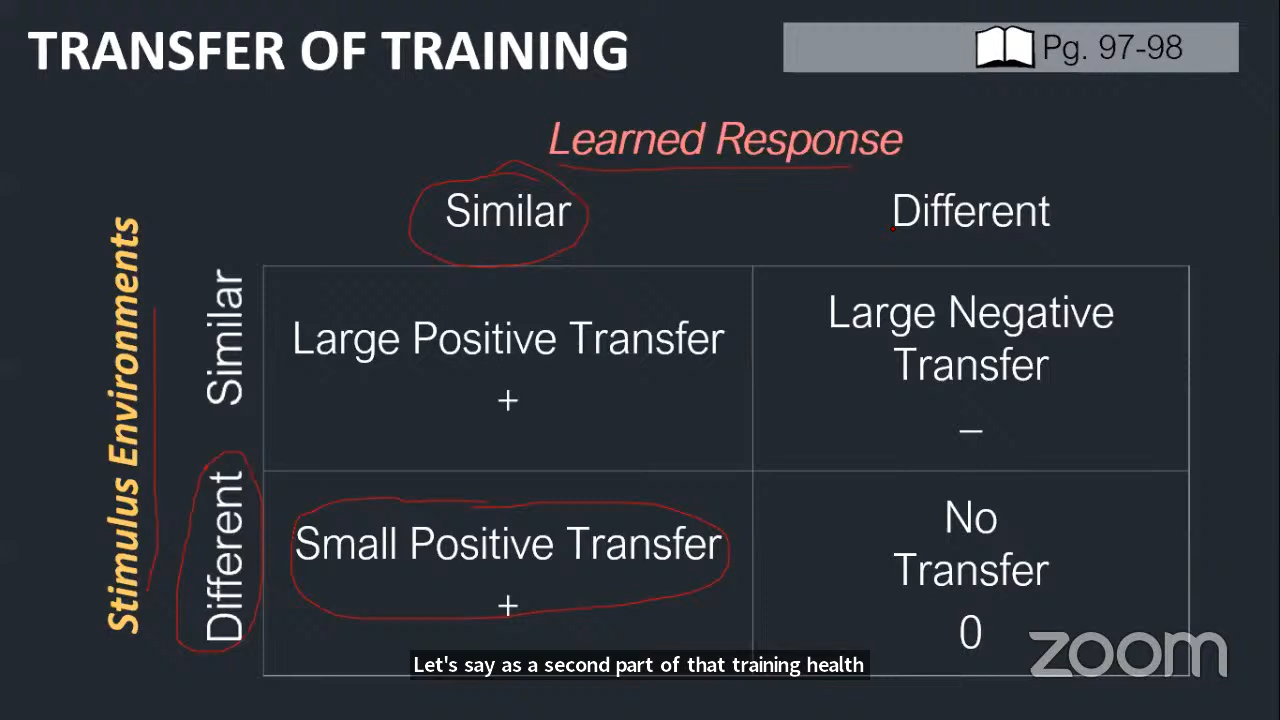 TRANSFER OF TRAINING
Pg. 97-98
Learned Response
Similar
Different
Stimulus Environments
Similar
Large Positive Transfer
+
Large Negative
Transfer
–
Different
Small Positive Transfer
+
No
Transfer
0
zoom
Let's say as a second part of that training health